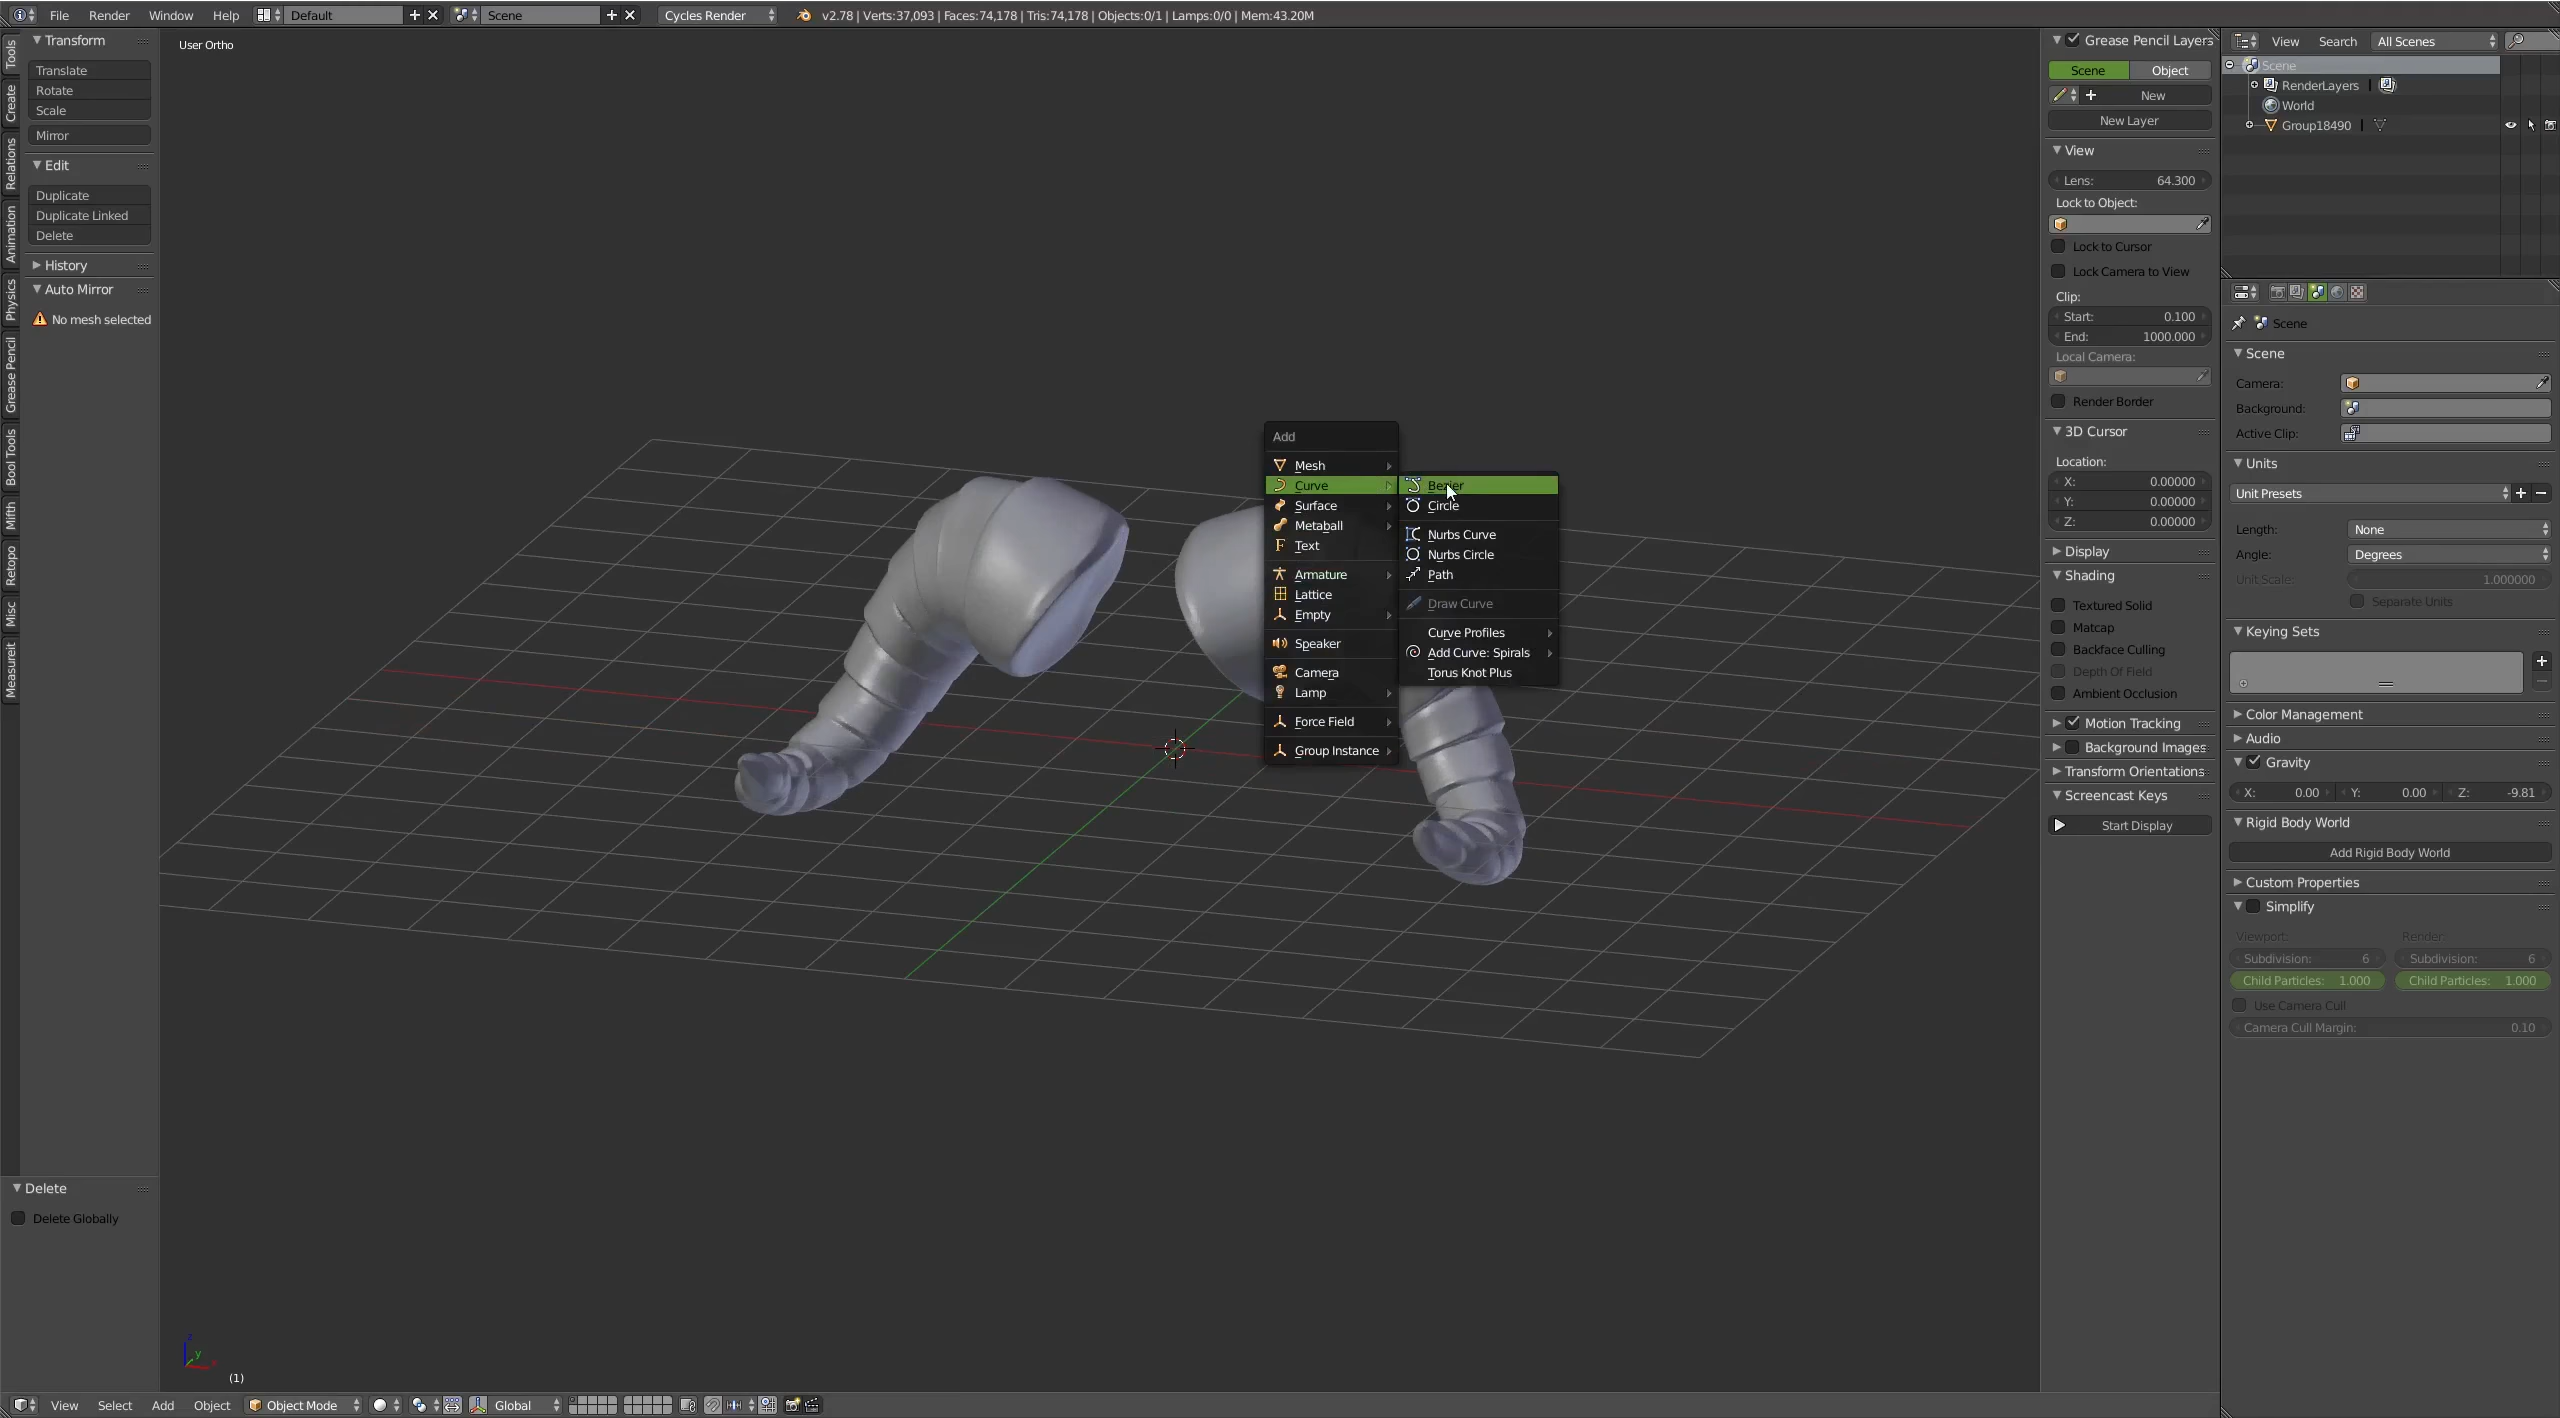 File Render Window Help Default Scene Cycles Render v2.78 | Verts:37,093 | Faces:74,178 | Tris:74,178 | Objects:0/1 | Lamps:0/0 | Mem:43.20M
Tools
Create
Relations
Animation
Physics
Grease Pencil
Bool Tools
Mifth
Retopo
Misc
Measureit
Transform
Translate
Rotate
Scale
Mirror
Edit
Duplicate
Duplicate Linked
Delete
History
Auto Mirror
No mesh selected
Delete
Delete Globally
User Ortho
Add
Mesh
Curve
Surface
Metaball
Text
Armature
Lattice
Empty
Speaker
Camera
Lamp
Force Field
Group Instance
Bezier
Circle
Nurbs Curve
Nurbs Circle
Path
Draw Curve
Curve Profiles
Add Curve: Spirals
Torus Knot Plus
z
y
x
(1)
View Select Add Object Object Mode Global
Grease Pencil Layers
Scene Object
New
New Layer
View
Lens: 64.300
Lock to Object:
Lock to Cursor
Lock Camera to View
Clip:
Start: 0.100
End: 1000.000
Local Camera:
Render Border
3D Cursor
Location:
X: 0.00000
Y: 0.00000
Z: 0.00000
Display
Shading
Textured Solid
Matcap
Backface Culling
Depth Of Field
Ambient Occlusion
Motion Tracking
Background Images
Transform Orientations
Screencast Keys
Start Display
View Search All Scenes
Scene
RenderLayers
World
Group18490
Scene
Scene
Camera:
Background:
Active Clip:
Units
Unit Presets
Length: None
Angle: Degrees
Unit Scale: 1.000000
Separate Units
Keying Sets
Color Management
Audio
Gravity
X: 0.00 Y: 0.00 Z: -9.81
Rigid Body World
Add Rigid Body World
Custom Properties
Simplify
Viewport: Render:
Subdivision: 6 Subdivision: 6
Child Particles: 1.000 Child Particles: 1.000
Use Camera Cull
Camera Cull Margin: 0.10